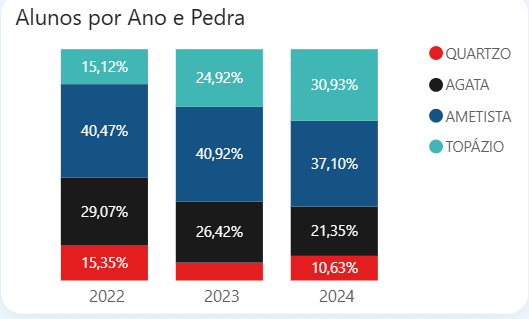 Alunos por Ano e Pedra
15,12% 24,92% 30,93%
40,47% 40,92% 37,10%
29,07% 26,42% 21,35%
15,35% 10,63%
2022 2023 2024
QUARTZO
AGATA
AMETISTA
TOPÁZIO